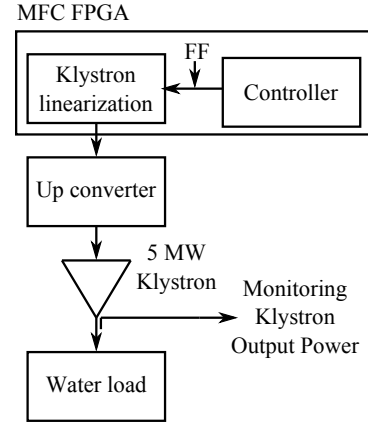 MFC FPGA
FF
Klystron
linearization
Controller
Up converter
5 MW
Klystron
Monitoring
Klystron
Output Power
Water load